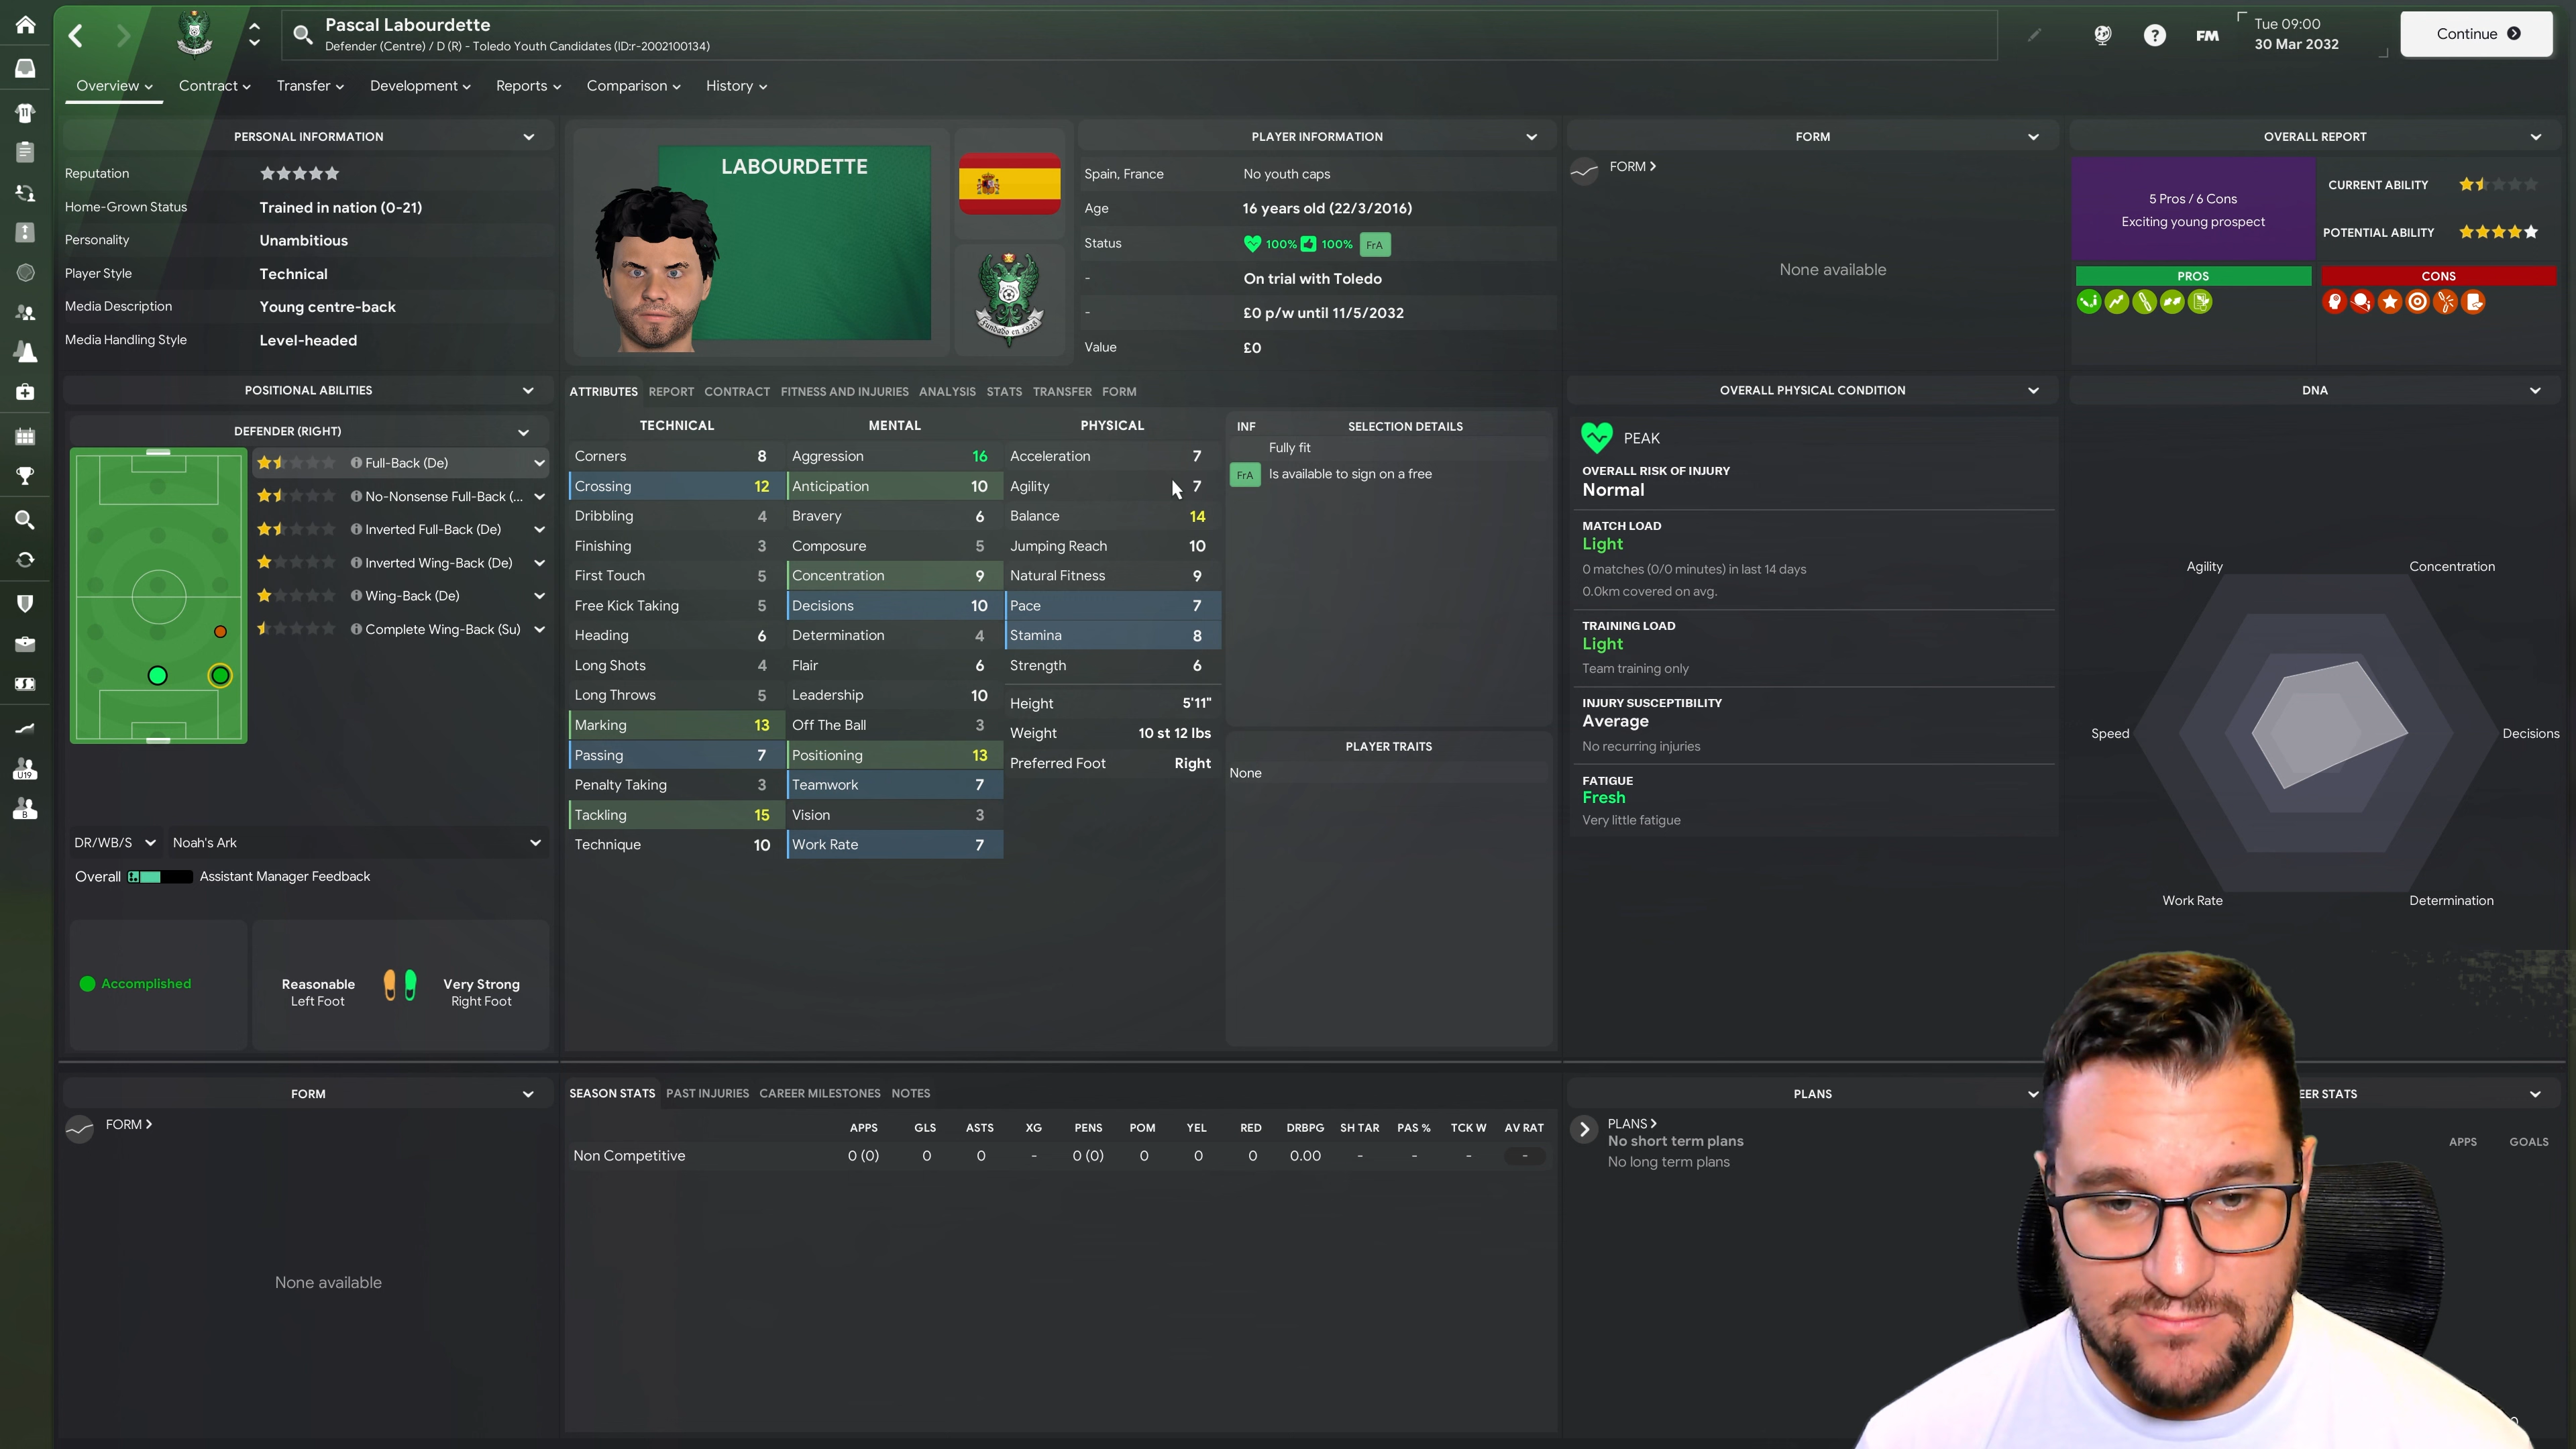 Pascal Labourdette
Defender (Centre) / D (R) - Toledo Youth Candidates (ID:r-2002100134)
FM
Tue 09:00
30 Mar 2032
Continue
Overview
Contract
Transfer
Development
Reports
Comparison
History
PERSONAL INFORMATION
Reputation
Home-Grown Status Trained in nation (0-21)
Personality Unambitious
Player Style Technical
Media Description Young centre-back
Media Handling Style Level-headed
LABOURDETTE
PLAYER INFORMATION
Spain, France No youth caps
Age 16 years old (22/3/2016)
Status 100% 100% FrA
- On trial with Toledo
- £0 p/w until 11/5/2032
Value £0
FORM
FORM
None available
OVERALL REPORT
5 Pros / 6 Cons
Exciting young prospect
CURRENT ABILITY
POTENTIAL ABILITY
PROS
CONS
POSITIONAL ABILITIES
DEFENDER (RIGHT)
Full-Back (De)
No-Nonsense Full-Back (...
Inverted Full-Back (De)
Inverted Wing-Back (De)
Wing-Back (De)
Complete Wing-Back (Su)
DR/WB/S Noah's Ark
Overall Assistant Manager Feedback
Accomplished
Reasonable
Left Foot
Very Strong
Right Foot
U19
B
11
ATTRIBUTES REPORT CONTRACT FITNESS AND INJURIES ANALYSIS STATS TRANSFER FORM
TECHNICAL
Corners 8
Crossing 12
Dribbling 4
Finishing 3
First Touch 5
Free Kick Taking 5
Heading 6
Long Shots 4
Long Throws 5
Marking 13
Passing 7
Penalty Taking 3
Tackling 15
Technique 10
MENTAL
Aggression 16
Anticipation 10
Bravery 6
Composure 5
Concentration 9
Decisions 10
Determination 4
Flair 6
Leadership 10
Off The Ball 3
Positioning 13
Teamwork 7
Vision 3
Work Rate 7
PHYSICAL
Acceleration 7
Agility 7
Balance 14
Jumping Reach 10
Natural Fitness 9
Pace 7
Stamina 8
Strength 6
Height 5'11"
Weight 10 st 12 lbs
Preferred Foot Right
INF SELECTION DETAILS
Fully fit
FrA Is available to sign on a free
PLAYER TRAITS
None
OVERALL PHYSICAL CONDITION
PEAK
OVERALL RISK OF INJURY
Normal
MATCH LOAD
Light
0 matches (0/0 minutes) in last 14 days
0.0km covered on avg.
TRAINING LOAD
Light
Team training only
INJURY SUSCEPTIBILITY
Average
No recurring injuries
FATIGUE
Fresh
Very little fatigue
DNA
Agility
Concentration
Speed
Decisions
Work Rate
Determination
FORM
FORM
None available
SEASON STATS PAST INJURIES CAREER MILESTONES NOTES
APPS GLS ASTS XG PENS POM YEL RED DRBPG SH TAR PAS % TCK W AV RAT
Non Competitive 0 (0) 0 0 - 0 (0) 0 0 0 0.00 - - - -
PLANS
PLANS
No short term plans
No long term plans
EER STATS
APPS GOALS